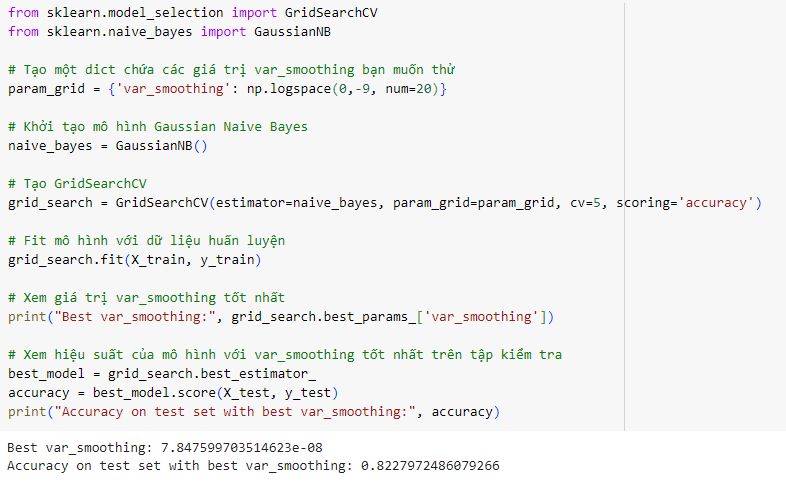 from sklearn.model_selection import GridSearchCV
from sklearn.naive_bayes import GaussianNB
# Tạo một dict chứa các giá trị var_smoothing bạn muốn thử
param_grid = {'var_smoothing': np.logspace(0,-9, num=20)}
# Khởi tạo mô hình Gaussian Naive Bayes
naive_bayes = GaussianNB()
# Tạo GridSearchCV
grid_search = GridSearchCV(estimator=naive_bayes, param_grid=param_grid, cv=5, scoring='accuracy')
# Fit mô hình với dữ liệu huấn luyện
grid_search.fit(X_train, y_train)
# Xem giá trị var_smoothing tốt nhất
print("Best var_smoothing:", grid_search.best_params_['var_smoothing'])
# Xem hiệu suất của mô hình với var_smoothing tốt nhất trên tập kiểm tra
best_model = grid_search.best_estimator_
accuracy = best_model.score(X_test, y_test)
print("Accuracy on test set with best var_smoothing:", accuracy)
Best var_smoothing: 7.847599703514623e-08
Accuracy on test set with best var_smoothing: 0.8227972486079266